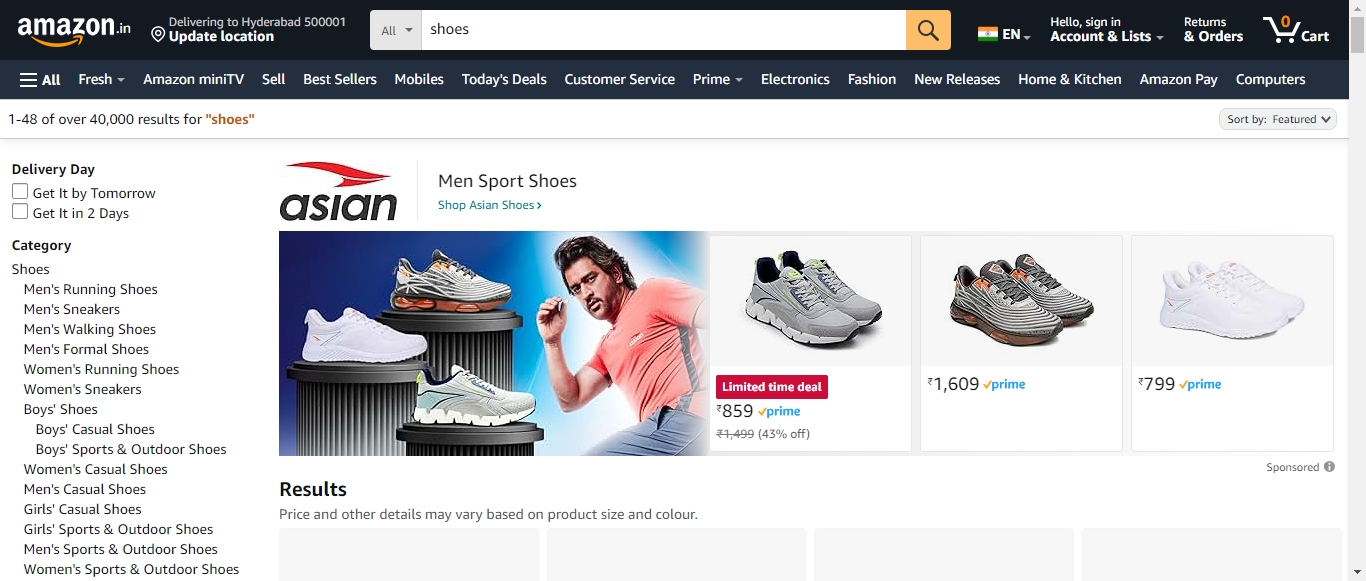 amazon.in
Delivering to Hyderabad 500001
Update location
All
shoes
EN
Hello, sign in
Account & Lists
Returns
& Orders
0
Cart
All
Fresh
Amazon miniTV
Sell
Best Sellers
Mobiles
Today's Deals
Customer Service
Prime
Electronics
Fashion
New Releases
Home & Kitchen
Amazon Pay
Computers
1-48 of over 40,000 results for "shoes"
Sort by: Featured
Delivery Day
Get It by Tomorrow
Get It in 2 Days
Category
Shoes
Men's Running Shoes
Men's Sneakers
Men's Walking Shoes
Men's Formal Shoes
Women's Running Shoes
Women's Sneakers
Boys' Shoes
Boys' Casual Shoes
Boys' Sports & Outdoor Shoes
Women's Casual Shoes
Men's Casual Shoes
Girls' Casual Shoes
Girls' Sports & Outdoor Shoes
Men's Sports & Outdoor Shoes
Women's Sports & Outdoor Shoes
asian
Men Sport Shoes
Shop Asian Shoes ›
Limited time deal
₹859 prime
₹1,499 (43% off)
₹1,609 prime
₹799 prime
Sponsored
Results
Price and other details may vary based on product size and colour.